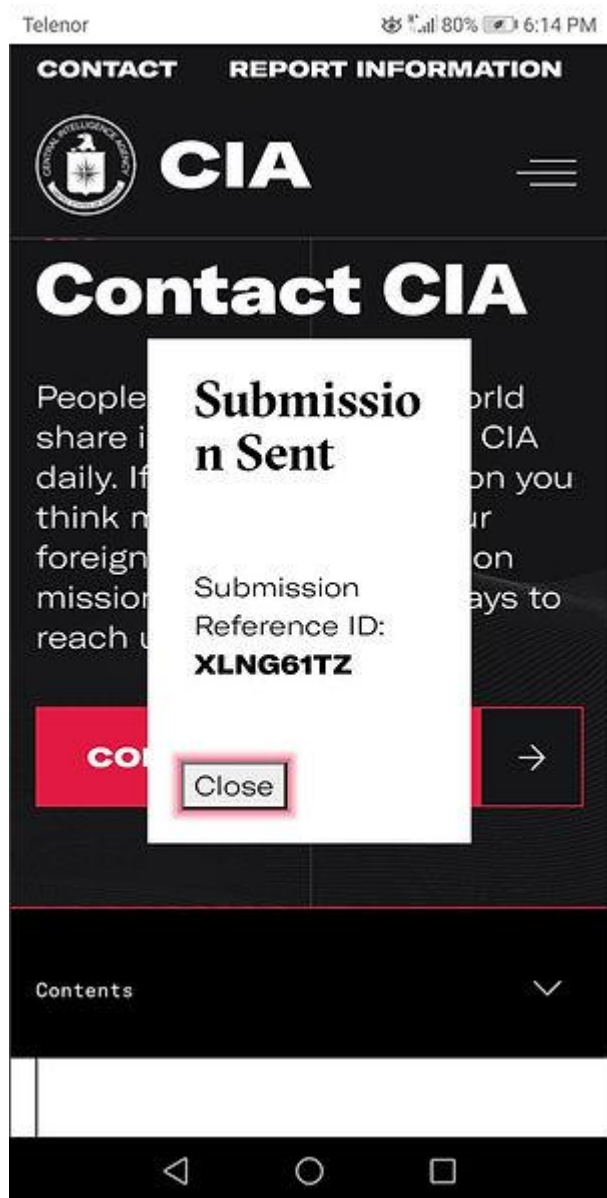 Telenor 80% 6:14 PM
CONTACT REPORT INFORMATION
CIA
Contact CIA
People orld
share i CIA
daily. If on you
think m ur
foreign on
mission ays to
reach u
Submissio
n Sent
Submission
Reference ID:
XLNG61TZ
CO
Close
Contents